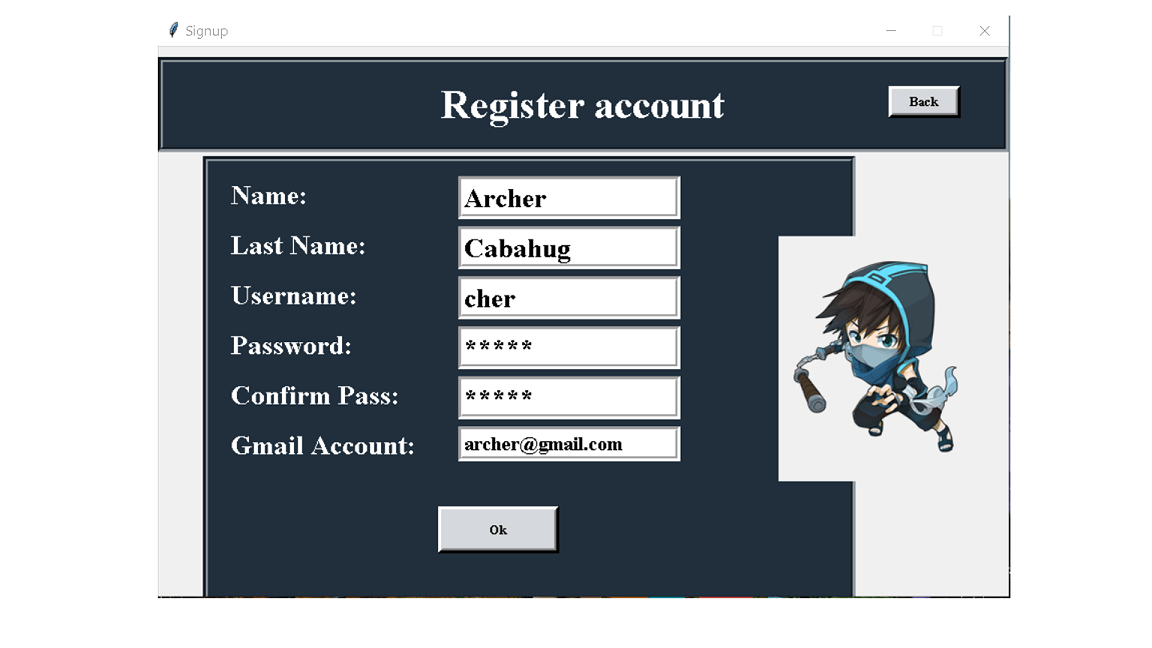 Signup
Register account
Back
Name: Archer
Last Name: Cabahug
Username: cher
Password: *****
Confirm Pass: *****
Gmail Account: archer@gmail.com
Ok